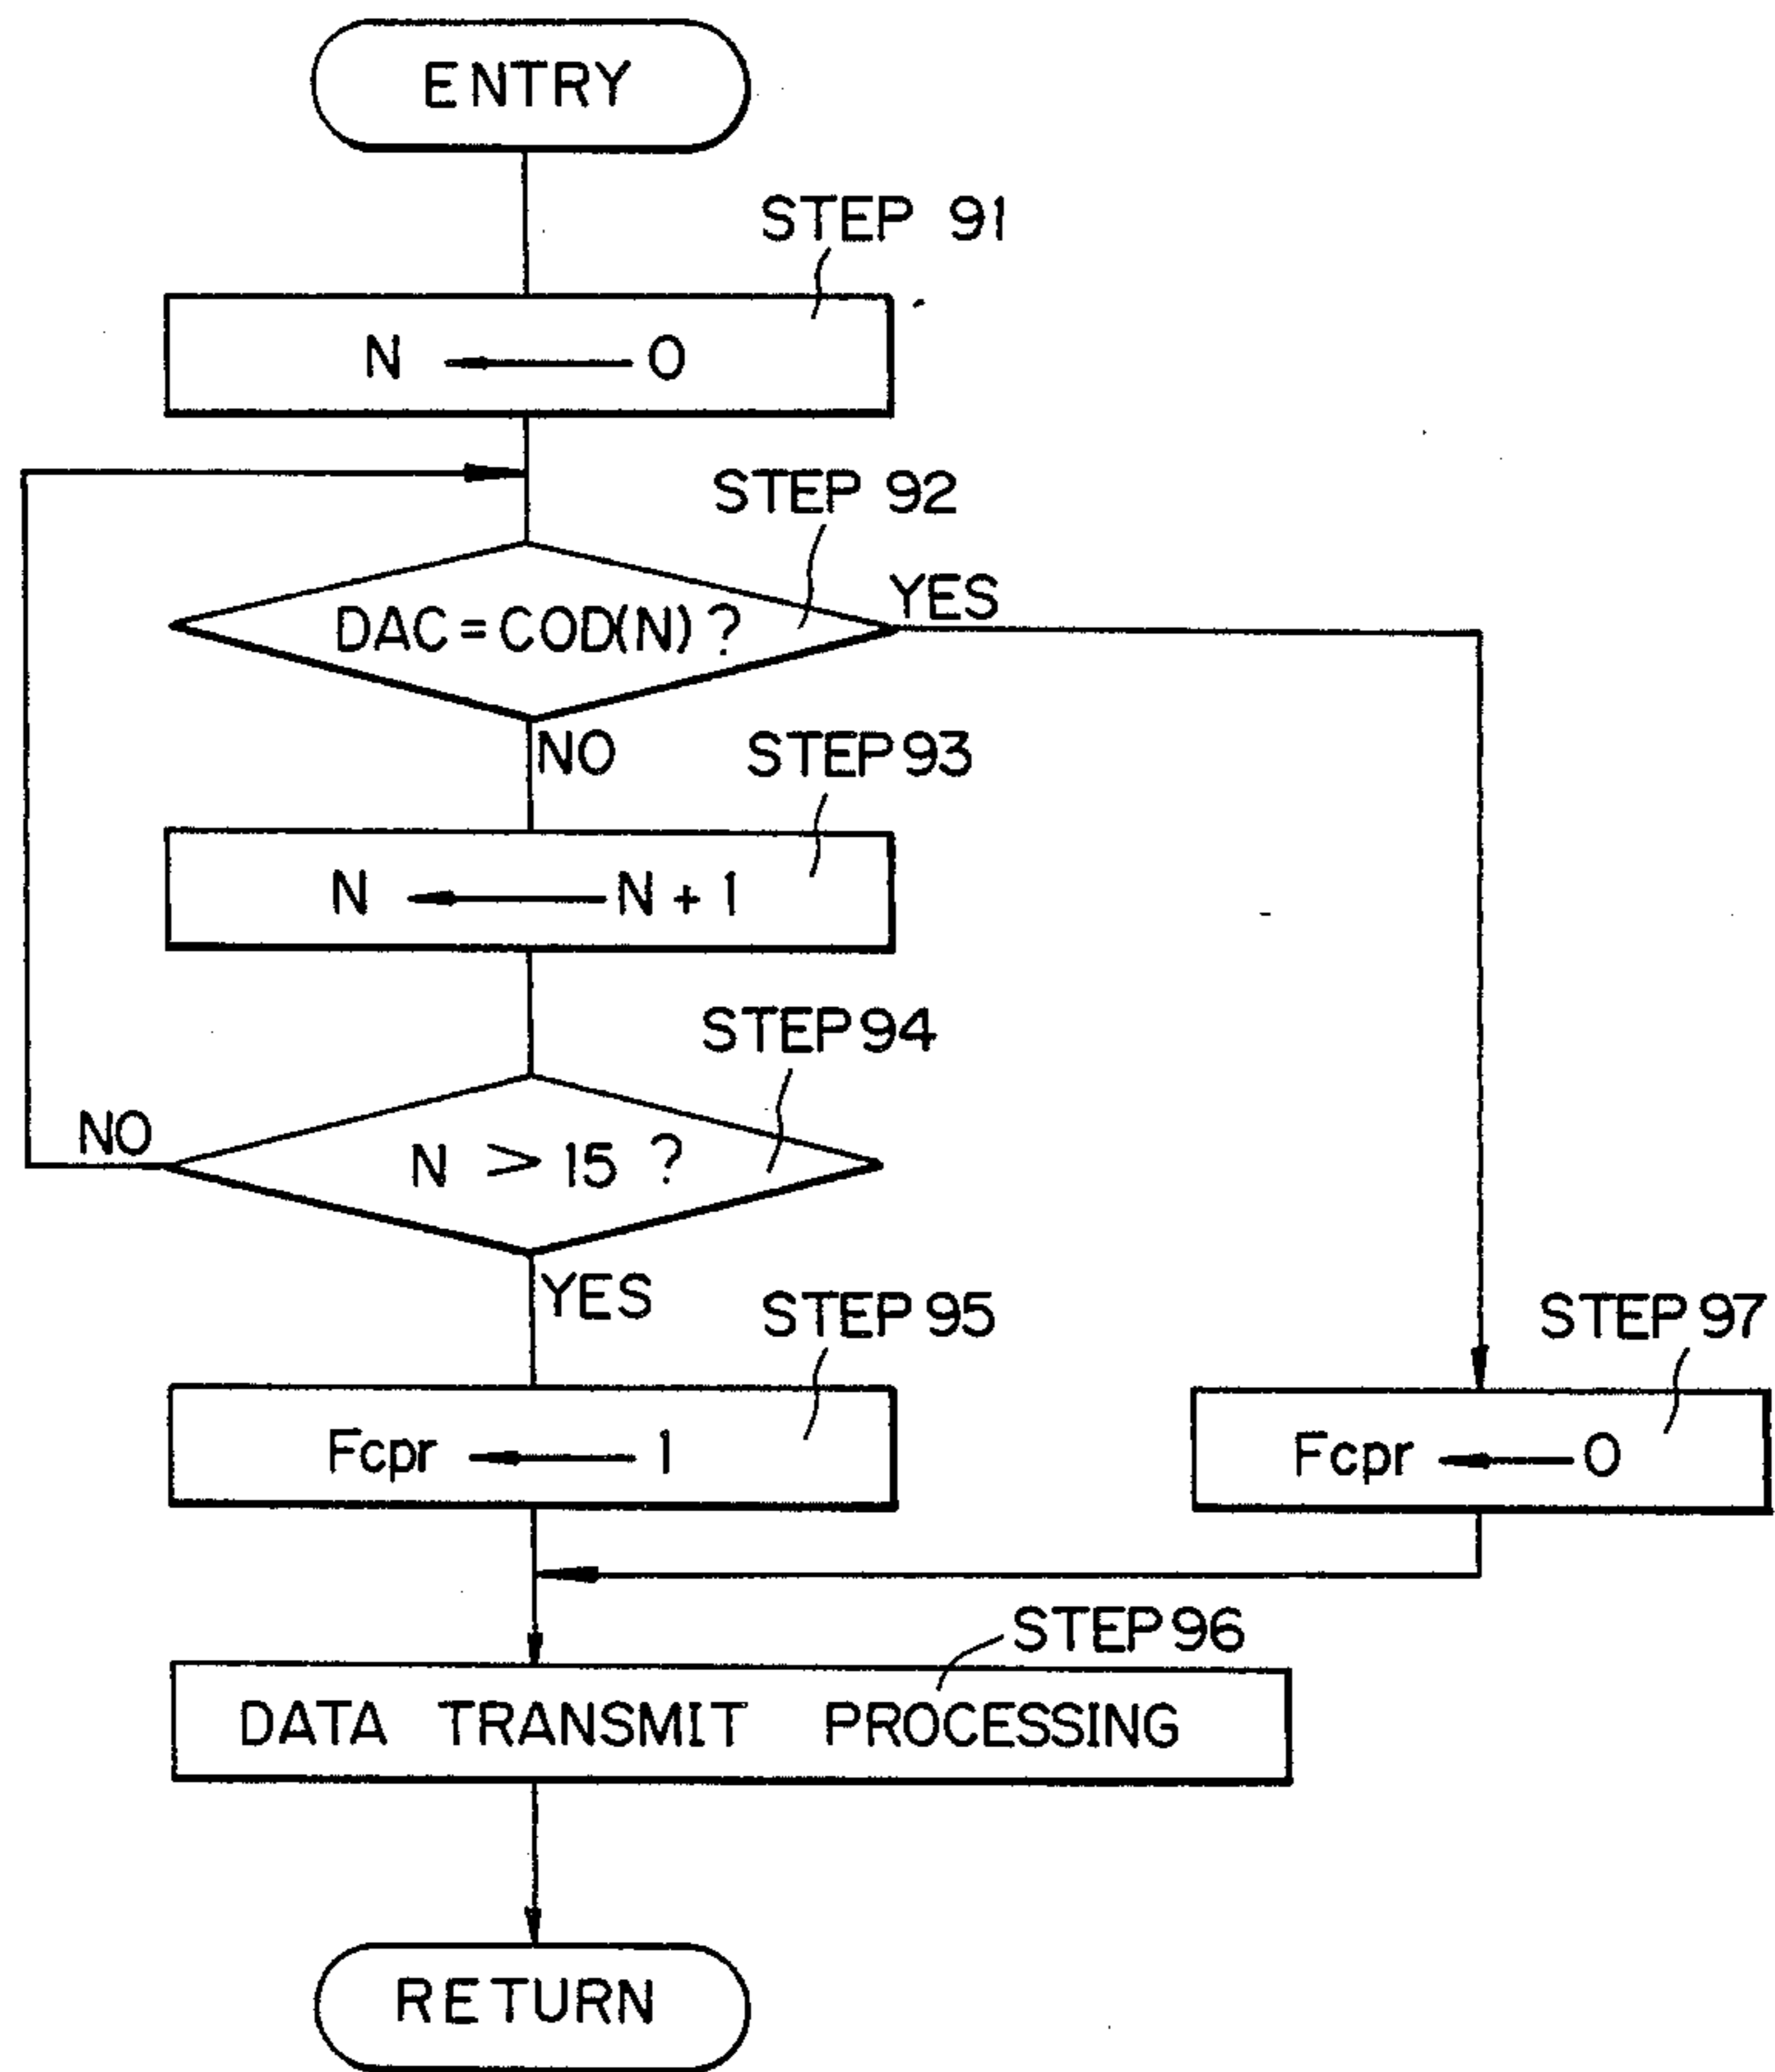 ENTRY
STEP 91
N ← 0
STEP 92
DAC = COD(N) ?
YES
NO
STEP 93
N ← N + 1
STEP 94
NO
N > 15 ?
YES
STEP 95
STEP 97
Fcpr ← 1
Fcpr ← 0
STEP 96
DATA TRANSMIT PROCESSING
RETURN